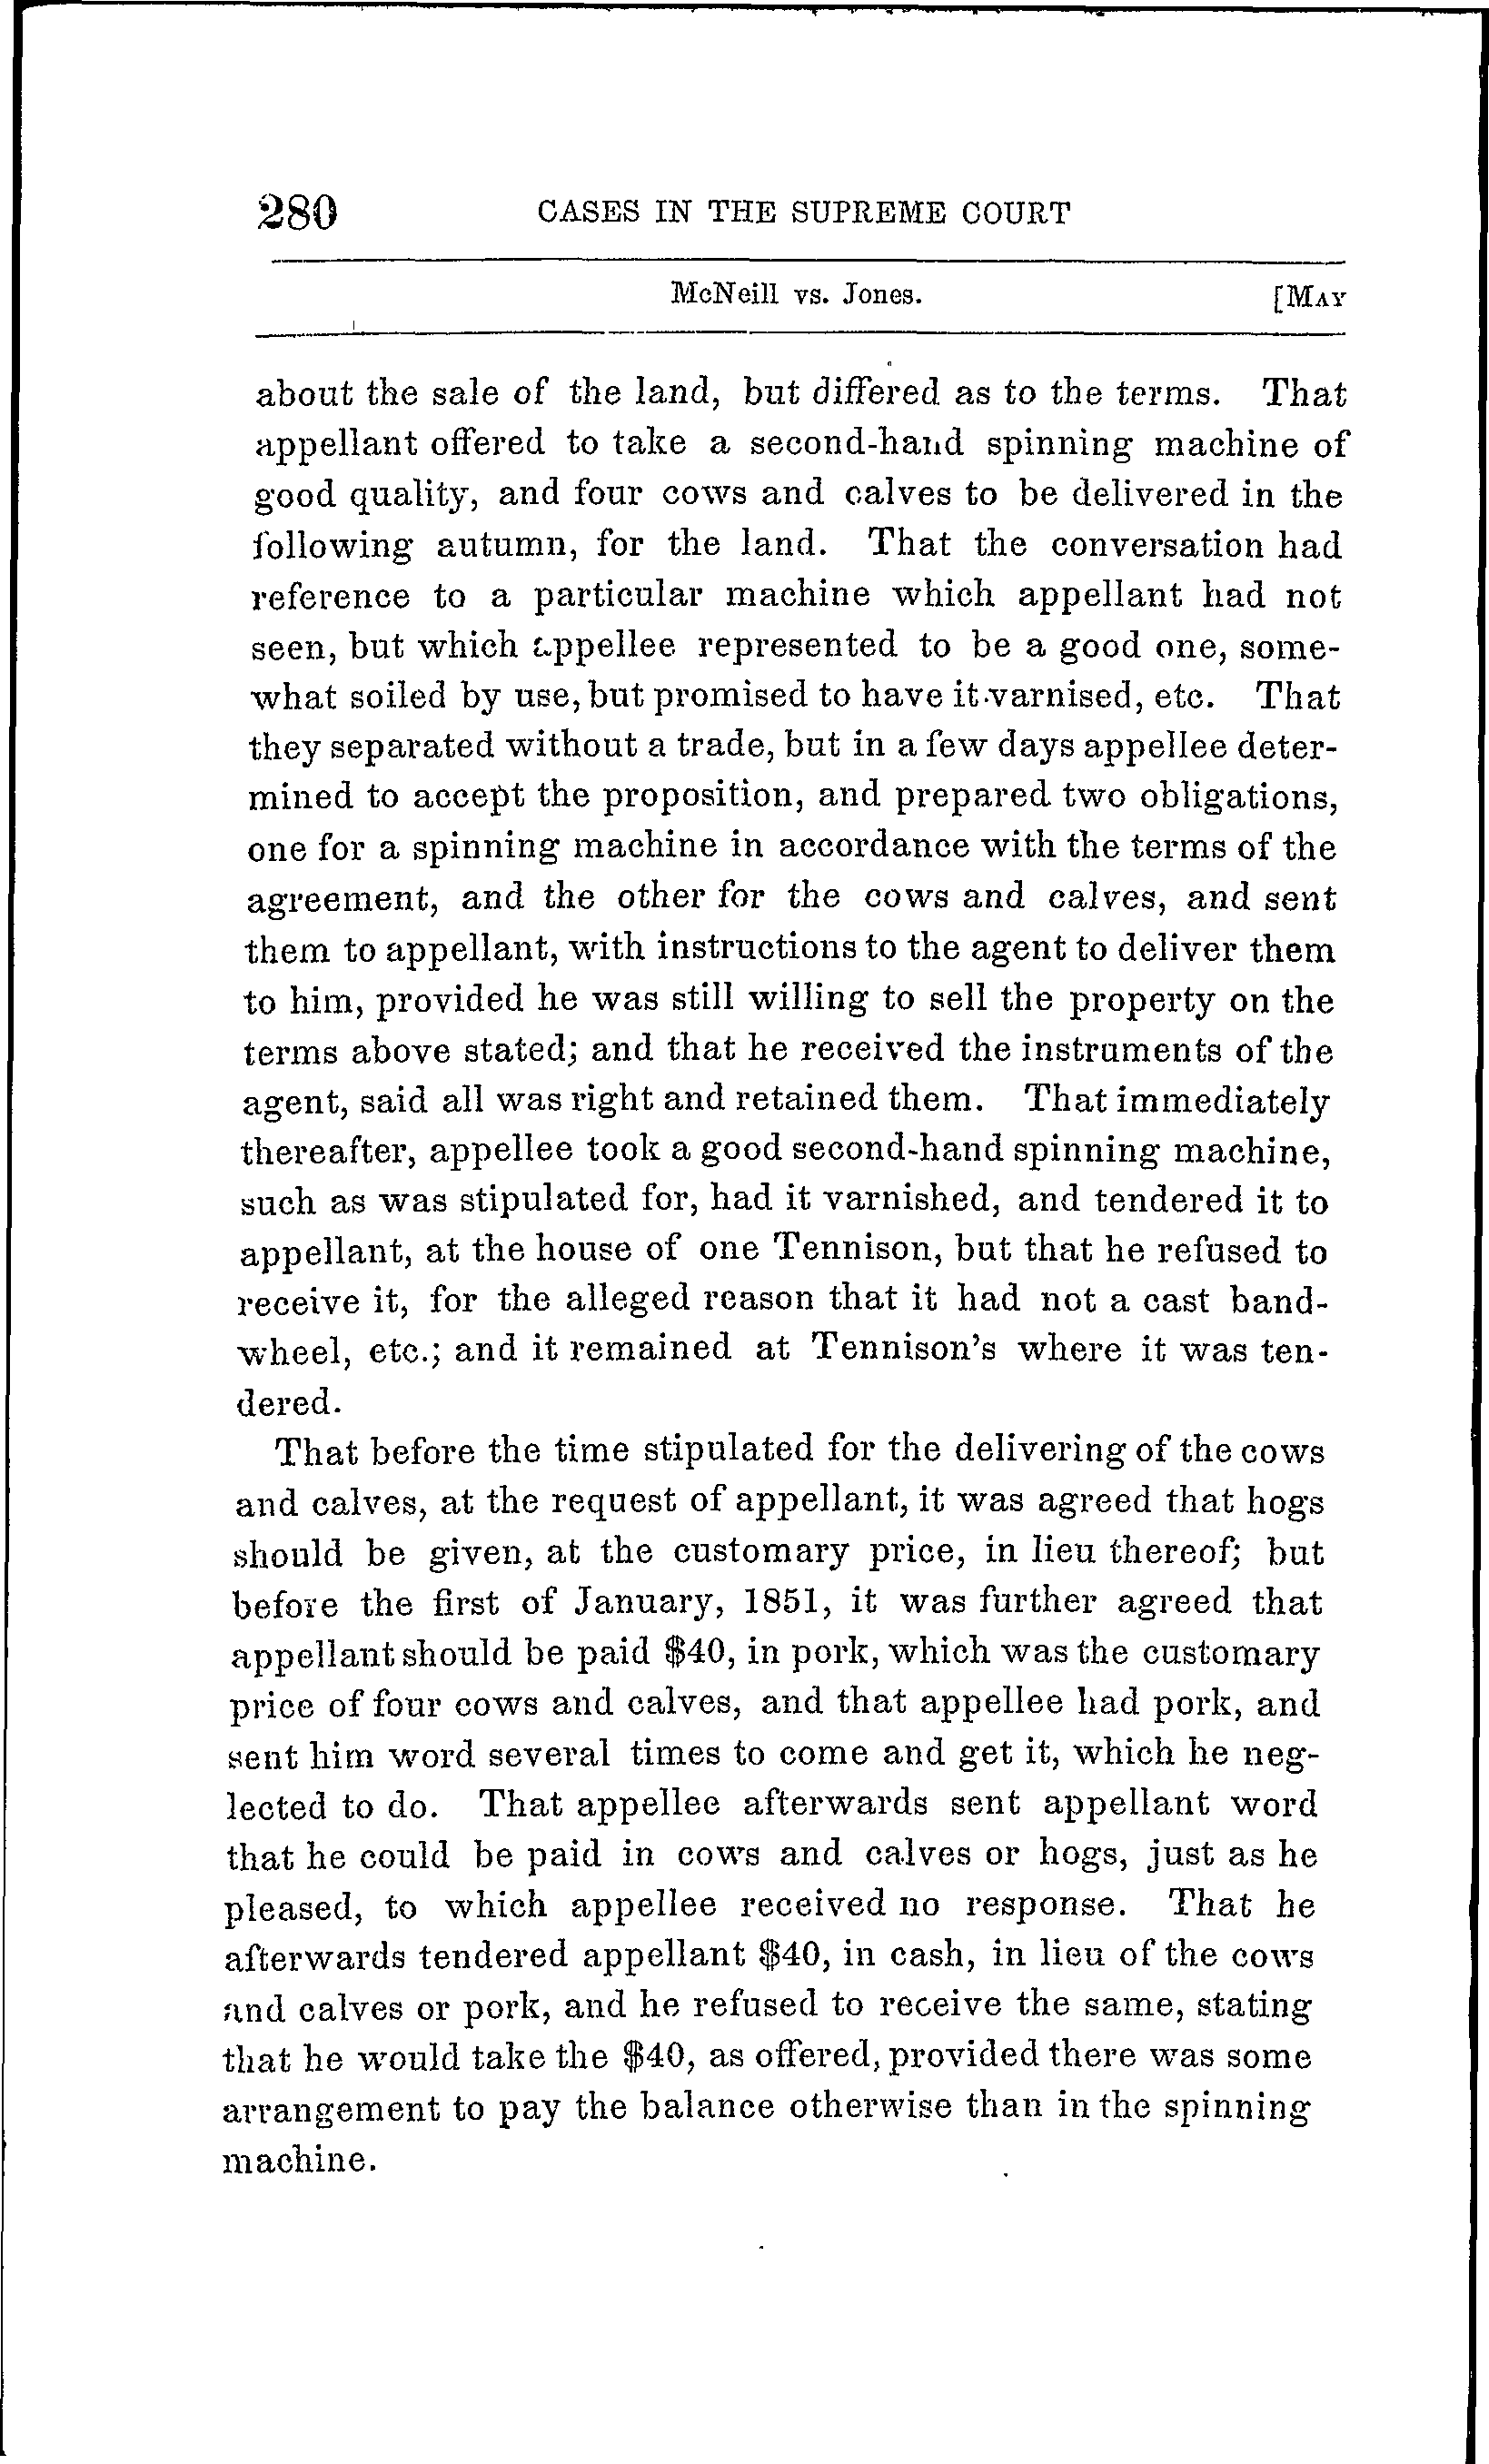 280 CASES IN THE SUPREME COURT
McNeill vs. Jones. [MAY
about the sale of the land, but differed as to the terms. That
appellant offered to take a second-hand spinning machine of
good quality, and four cows and calves to be delivered in the
following autumn, for the land. That the conversation had
reference to a particular machine which appellant had not
seen, but which appellee represented to be a good one, some-
what soiled by use, but promised to have it varnised, etc. That
they separated without a trade, but in a few days appellee deter-
mined to accept the proposition, and prepared two obligations,
one for a spinning machine in accordance with the terms of the
agreement, and the other for the cows and calves, and sent
them to appellant, with instructions to the agent to deliver them
to him, provided he was still willing to sell the property on the
terms above stated; and that he received the instruments of the
agent, said all was right and retained them. That immediately
thereafter, appellee took a good second-hand spinning machine,
such as was stipulated for, had it varnished, and tendered it to
appellant, at the house of one Tennison, but that he refused to
receive it, for the alleged reason that it had not a cast band-
wheel, etc.; and it remained at Tennison's where it was ten-
dered.
That before the time stipulated for the delivering of the cows
and calves, at the request of appellant, it was agreed that hogs
should be given, at the customary price, in lieu thereof; but
before the first of January, 1851, it was further agreed that
appellant should be paid $40, in pork, which was the customary
price of four cows and calves, and that appellee had pork, and
sent him word several times to come and get it, which he neg-
lected to do. That appellee afterwards sent appellant word
that he could be paid in cows and calves or hogs, just as he
pleased, to which appellee received no response. That he
afterwards tendered appellant $40, in cash, in lieu of the cows
and calves or pork, and he refused to receive the same, stating
that he would take the $40, as offered, provided there was some
arrangement to pay the balance otherwise than in the spinning
machine.